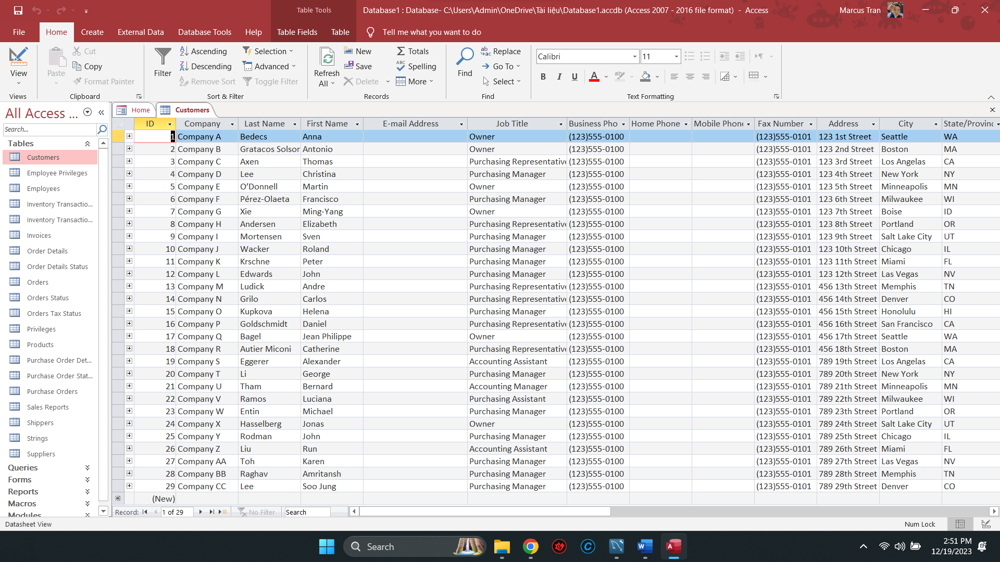 Table Tools
Database1 : Database- C:\Users\Admin\OneDrive\Tài liệu\Database1.accdb (Access 2007 - 2016 file format) - Access
Marcus Tran
File Home Create External Data Database Tools Help Table Fields Table Tell me what you want to do
View
Views
Paste
Cut
Copy
Format Painter
Clipboard
Filter
Ascending
Descending
Remove Sort
Selection
Advanced
Toggle Filter
Sort & Filter
Refresh
All
New
Save
Delete
Totals
Spelling
More
Records
Find
Replace
Go To
Select
Find
Calibri
11
B I U
Text Formatting
All Access ...
Search...
Tables
Customers
Employee Privileges
Employees
Inventory Transactio...
Inventory Transactio...
Invoices
Order Details
Order Details Status
Orders
Orders Status
Orders Tax Status
Privileges
Products
Purchase Order Det...
Purchase Order Stat...
Purchase Orders
Sales Reports
Shippers
Strings
Suppliers
Queries
Forms
Reports
Macros
Modules
Home Customers
ID Company Last Name First Name E-mail Address Job Title Business Pho Home Phone Mobile Phone Fax Number Address City State/Provinc
1 Company A Bedecs Anna Owner (123)555-0100 (123)555-0101 123 1st Street Seattle WA
2 Company B Gratacos Solsor Antonio Owner (123)555-0100 (123)555-0101 123 2nd Street Boston MA
3 Company C Axen Thomas Purchasing Representative (123)555-0100 (123)555-0101 123 3rd Street Los Angelas CA
4 Company D Lee Christina Purchasing Manager (123)555-0100 (123)555-0101 123 4th Street New York NY
5 Company E O’Donnell Martin Owner (123)555-0100 (123)555-0101 123 5th Street Minneapolis MN
6 Company F Pérez-Olaeta Francisco Purchasing Manager (123)555-0100 (123)555-0101 123 6th Street Milwaukee WI
7 Company G Xie Ming-Yang Owner (123)555-0100 (123)555-0101 123 7th Street Boise ID
8 Company H Andersen Elizabeth Purchasing Representative (123)555-0100 (123)555-0101 123 8th Street Portland OR
9 Company I Mortensen Sven Purchasing Manager (123)555-0100 (123)555-0101 123 9th Street Salt Lake City UT
10 Company J Wacker Roland Purchasing Manager (123)555-0100 (123)555-0101 123 10th Street Chicago IL
11 Company K Krschne Peter Purchasing Manager (123)555-0100 (123)555-0101 123 11th Street Miami FL
12 Company L Edwards John Purchasing Manager (123)555-0100 (123)555-0101 123 12th Street Las Vegas NV
13 Company M Ludick Andre Purchasing Representative (123)555-0100 (123)555-0101 456 13th Street Memphis TN
14 Company N Grilo Carlos Purchasing Representative (123)555-0100 (123)555-0101 456 14th Street Denver CO
15 Company O Kupkova Helena Purchasing Manager (123)555-0100 (123)555-0101 456 15th Street Honolulu HI
16 Company P Goldschmidt Daniel Purchasing Representative (123)555-0100 (123)555-0101 456 16th Street San Francisco CA
17 Company Q Bagel Jean Philippe Owner (123)555-0100 (123)555-0101 456 17th Street Seattle WA
18 Company R Autier Miconi Catherine Purchasing Representative (123)555-0100 (123)555-0101 456 18th Street Boston MA
19 Company S Eggerer Alexander Accounting Assistant (123)555-0100 (123)555-0101 789 19th Street Los Angelas CA
20 Company T Li George Purchasing Manager (123)555-0100 (123)555-0101 789 20th Street New York NY
21 Company U Tham Bernard Accounting Manager (123)555-0100 (123)555-0101 789 21th Street Minneapolis MN
22 Company V Ramos Luciana Purchasing Assistant (123)555-0100 (123)555-0101 789 22th Street Milwaukee WI
23 Company W Entin Michael Purchasing Manager (123)555-0100 (123)555-0101 789 23th Street Portland OR
24 Company X Hasselberg Jonas Owner (123)555-0100 (123)555-0101 789 24th Street Salt Lake City UT
25 Company Y Rodman John Purchasing Manager (123)555-0100 (123)555-0101 789 25th Street Chicago IL
26 Company Z Liu Run Accounting Assistant (123)555-0100 (123)555-0101 789 26th Street Miami FL
27 Company AA Toh Karen Purchasing Manager (123)555-0100 (123)555-0101 789 27th Street Las Vegas NV
28 Company BB Raghav Amritansh Purchasing Manager (123)555-0100 (123)555-0101 789 28th Street Memphis TN
29 Company CC Lee Soo Jung Purchasing Manager (123)555-0100 (123)555-0101 789 29th Street Denver CO
(New)
Record: 1 of 29 No Filter Search
Datasheet View
Num Lock
Search
2:51 PM
12/19/2023